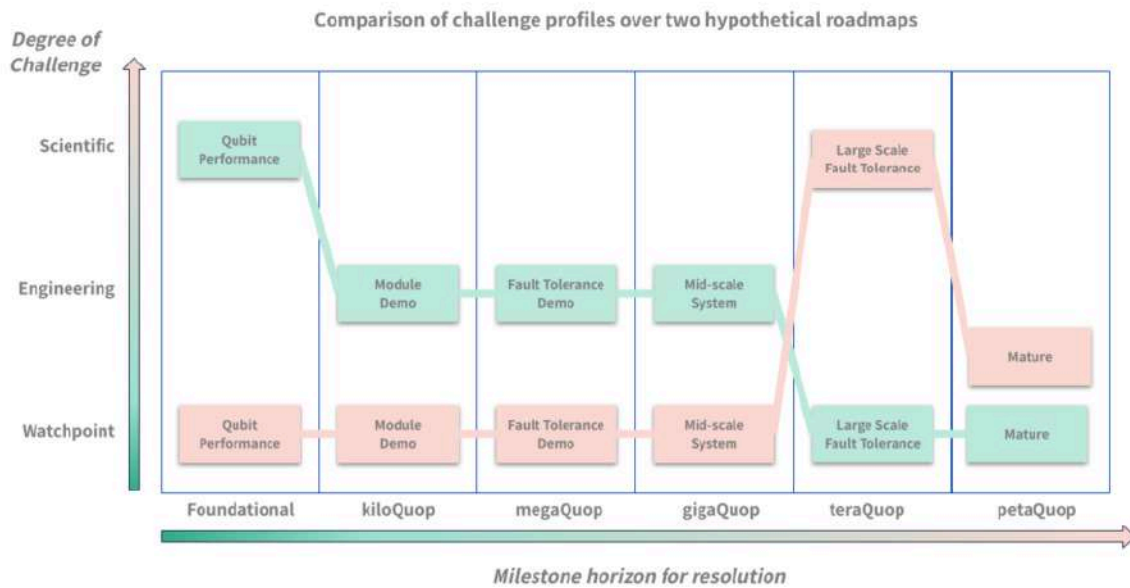 Comparison of challenge profiles over two hypothetical roadmaps
Degree of
Challenge
Scientific
Qubit
Performance
Large Scale
Fault Tolerance
Engineering
Module
Demo
Fault Tolerance
Demo
Mid-scale
System
Mature
Watchpoint
Qubit
Performance
Module
Demo
Fault Tolerance
Demo
Mid-scale
System
Large Scale
Fault Tolerance
Mature
Foundational
kiloQuop
megaQuop
gigaQuop
teraQuop
petaQuop
Milestone horizon for resolution